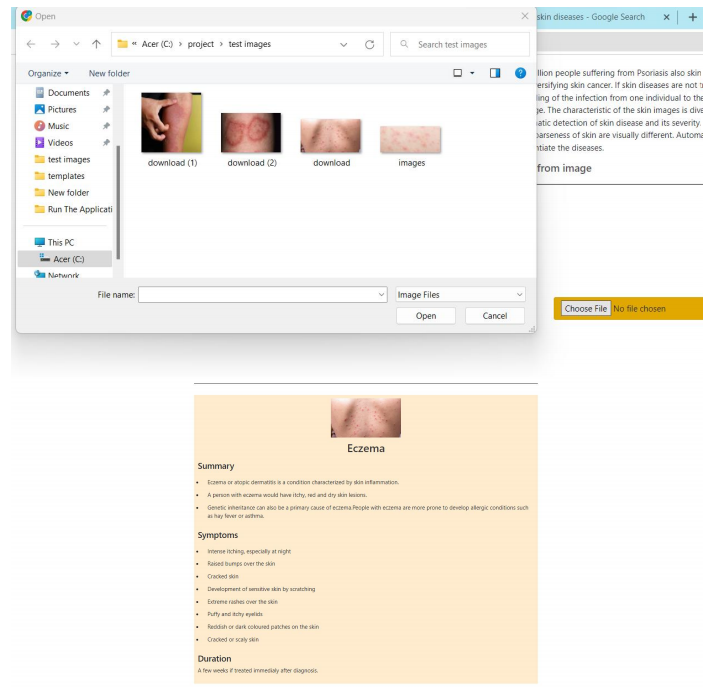 Open
skin diseases - Google Search
« Acer (C:) › project › test images
Search test images
Organize
New folder
Documents
Pictures
Music
Videos
test images
templates
New folder
Run The Applicati
This PC
Acer (C:)
Network
download (1)
download (2)
download
images
llion people suffering from Psoriasis also skin
versifying skin cancer. If skin diseases are not
ling of the infection from one individual to the
ge. The characteristic of the skin images is dive
atic detection of skin disease and its severity.
parseness of skin are visually different. Automa
ntiate the diseases.
from image
File name:
Image Files
Open
Cancel
Choose File No file chosen
Eczema
Summary
Eczema or atopic dermatitis is a condition characterized by skin inflammation.
A person with eczema would have itchy, red and dry skin lesions.
Genetic inheritance can also be a primary cause of eczema.People with eczema are more prone to develop allergic conditions such
as hay fever or asthma.
Symptoms
Intense itching, especially at night
Raised bumps over the skin
Cracked skin
Development of sensitive skin by scratching
Extreme rashes over the skin
Puffy and itchy eyelids
Reddish or dark coloured patches on the skin
Cracked or scaly skin
Duration
A few weeks if treated immediatly after diagnosis.